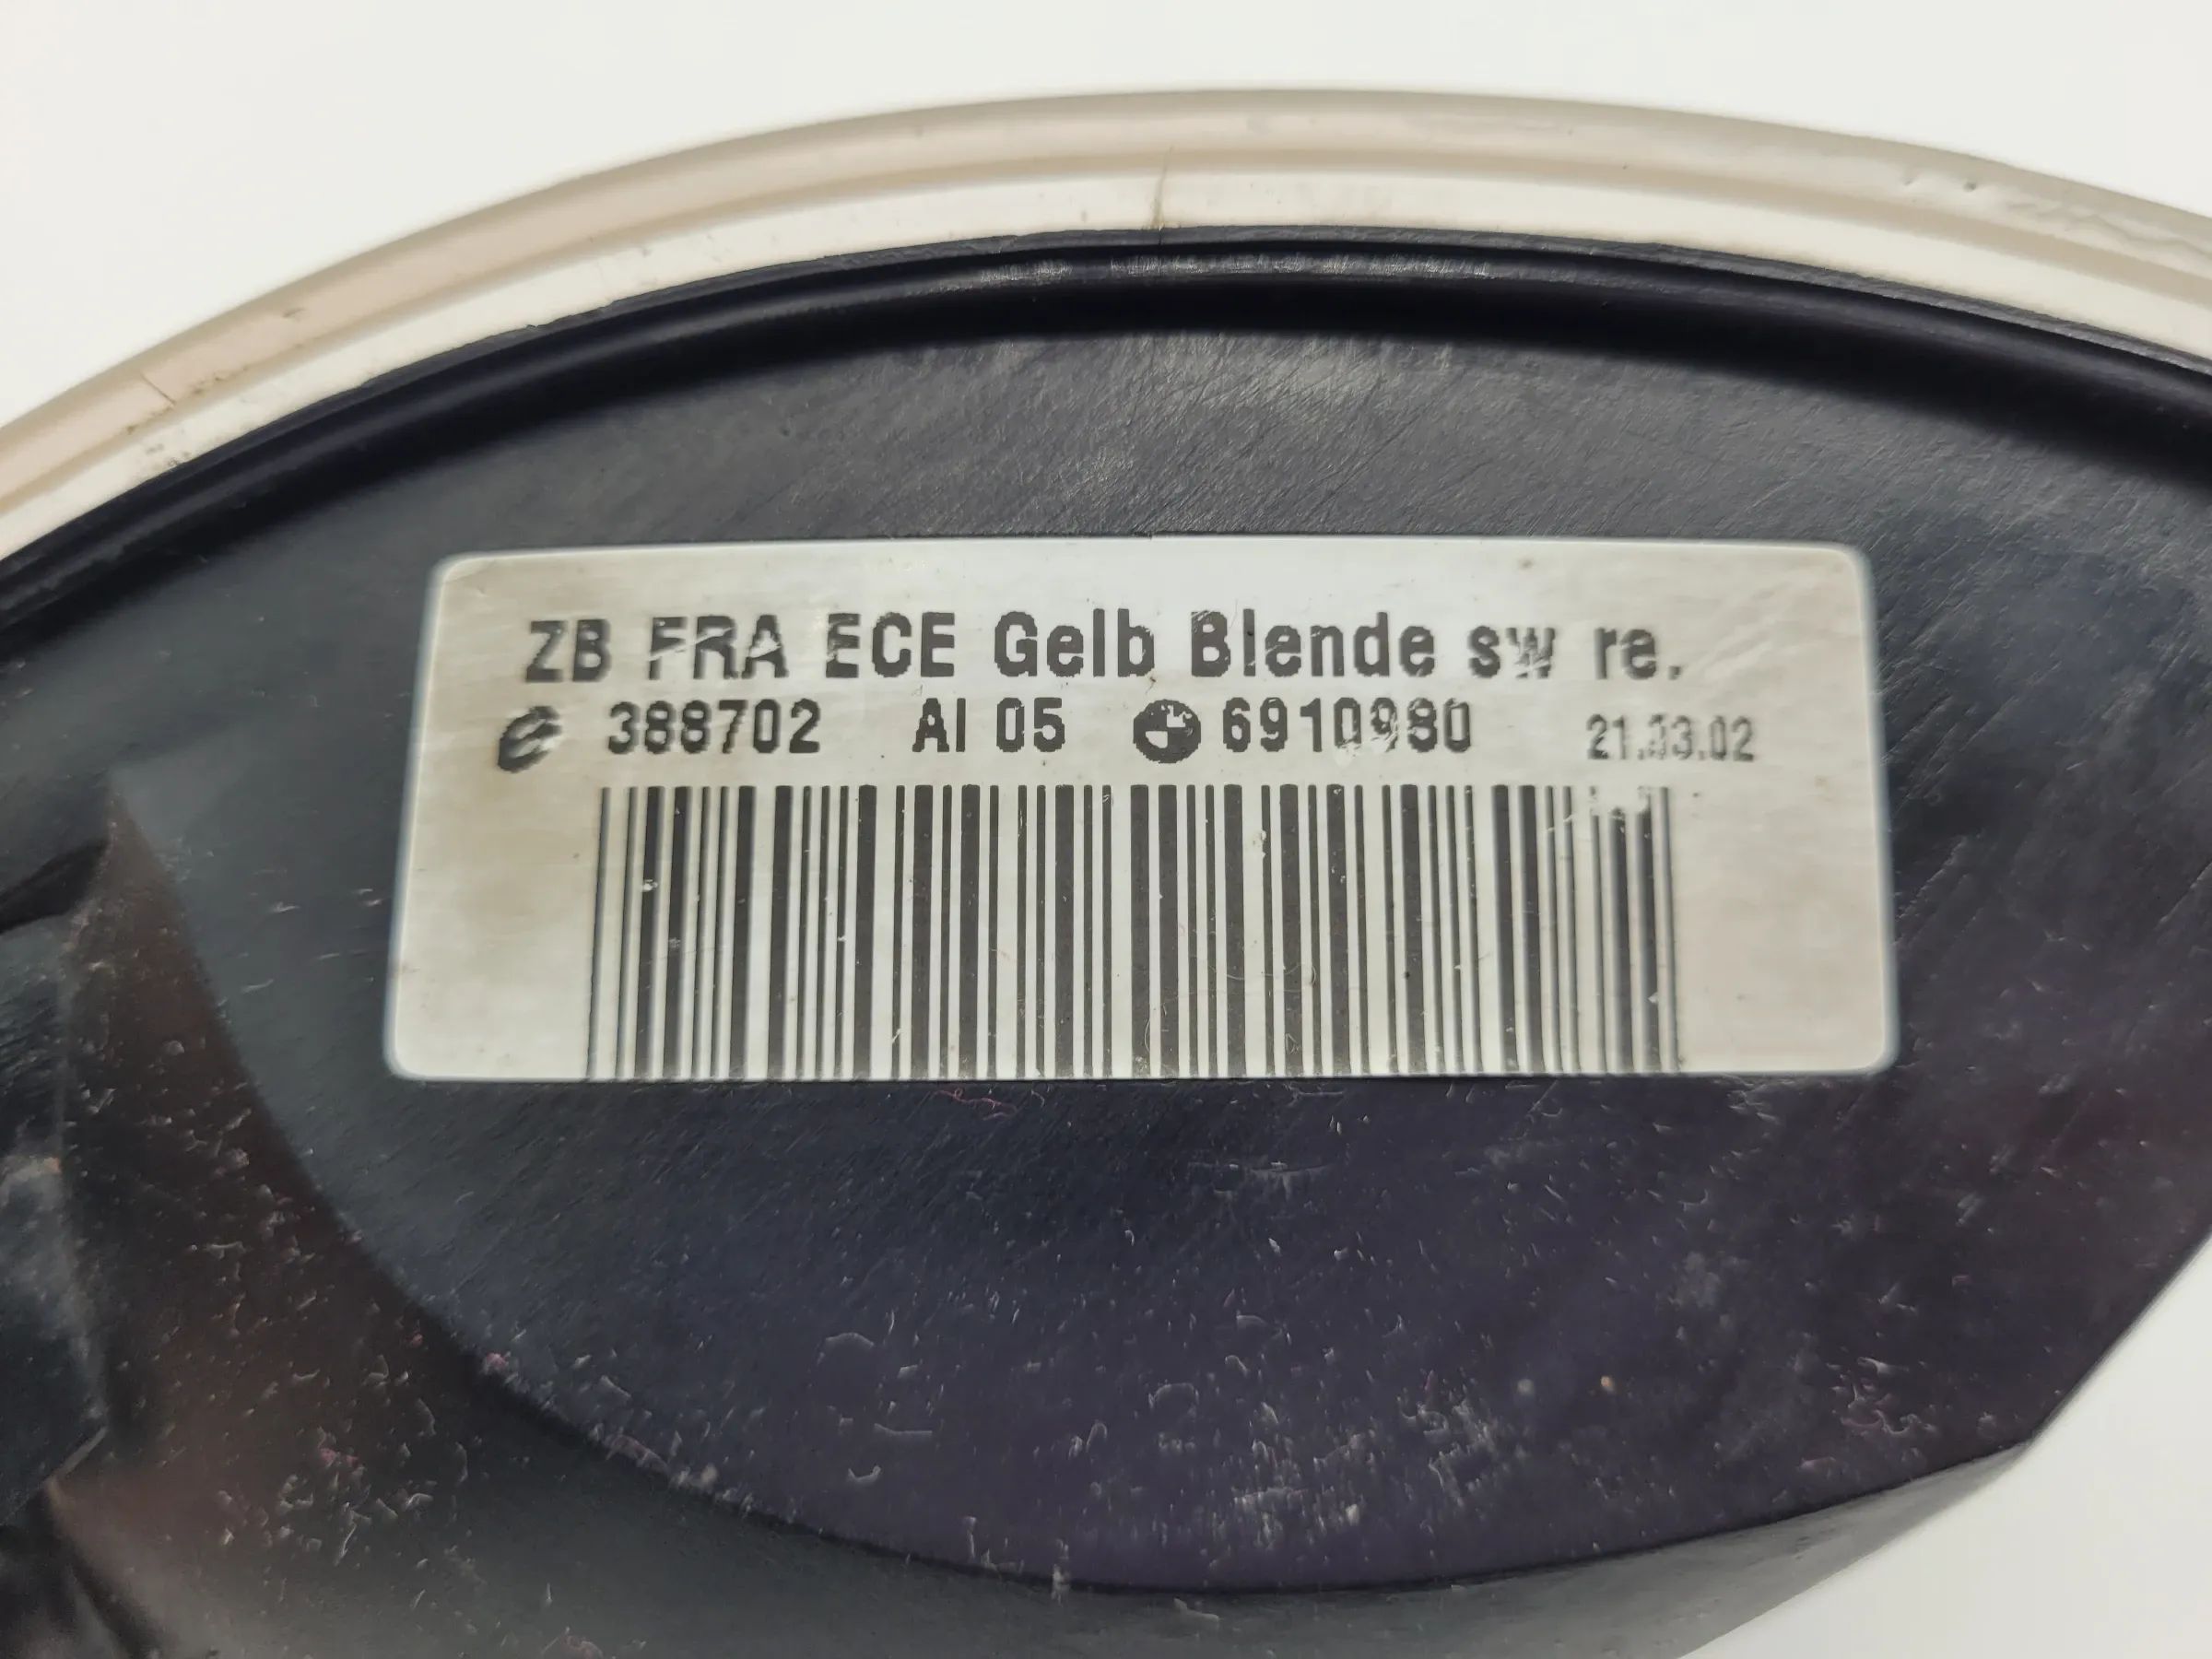 ZB FRA ECE Gelb Blende sw re.
388702 AI 05 6910980 21.03.02